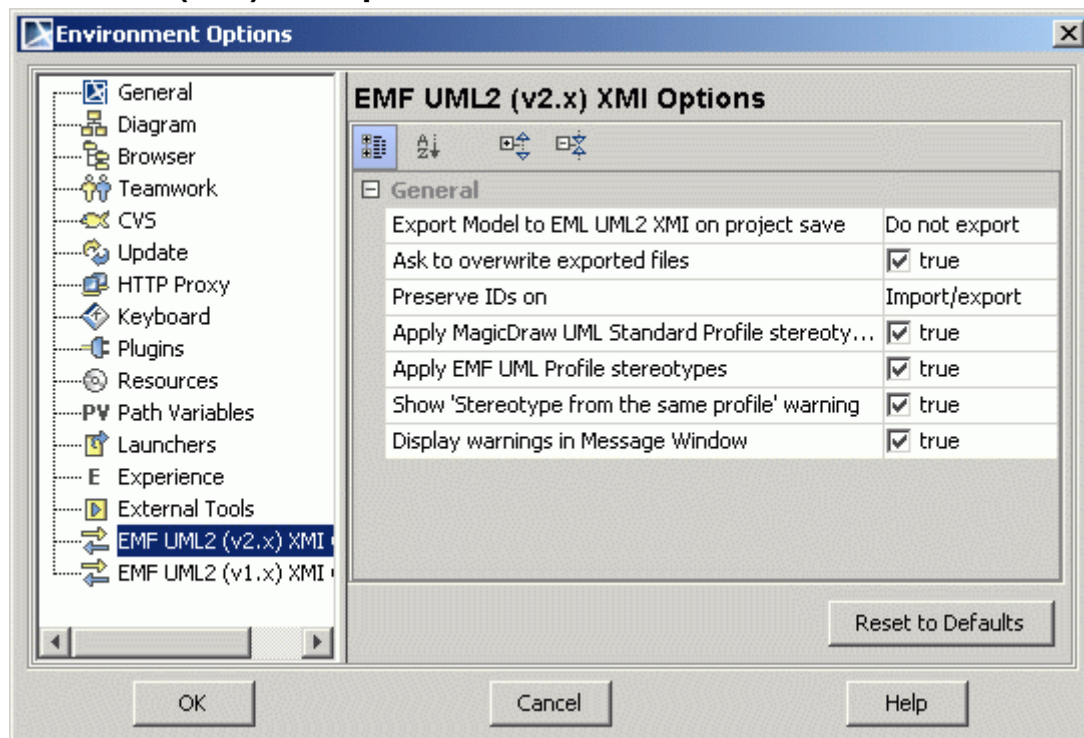 Environment Options
General
Diagram
Browser
Teamwork
CVS
Update
HTTP Proxy
Keyboard
Plugins
Resources
PV Path Variables
Launchers
E Experience
External Tools
EMF UML2 (v2.x) XMI
EMF UML2 (v1.x) XMI
EMF UML2 (v2.x) XMI Options
General
Export Model to EML UML2 XMI on project save Do not export
Ask to overwrite exported files true
Preserve IDs on Import/export
Apply MagicDraw UML Standard Profile stereoty... true
Apply EMF UML Profile stereotypes true
Show 'Stereotype from the same profile' warning true
Display warnings in Message Window true
Reset to Defaults
OK Cancel Help